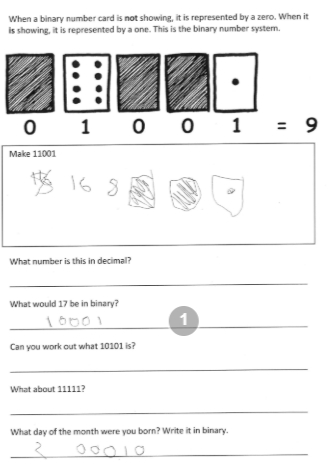 When a binary number card is not showing, it is represented by a zero. When it
is showing, it is represented by a one. This is the binary number system.
0 1 0 0 1 = 9
Make 11001
16 8
What number is this in decimal?
What would 17 be in binary?
10001
1
Can you work out what 10101 is?
What about 11111?
What day of the month were you born? Write it in binary.
2 00010